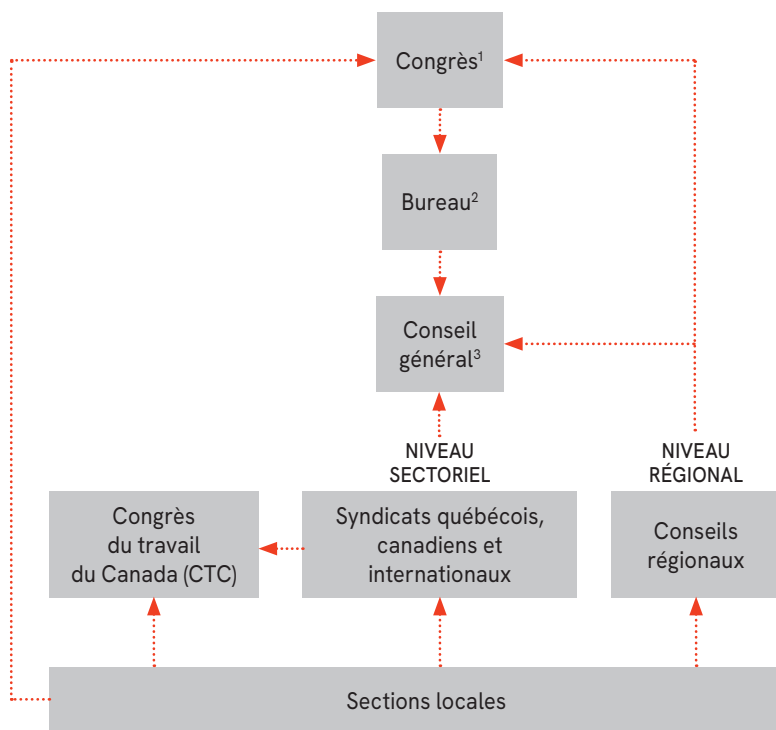 Congrès¹
Bureau²
Conseil
général³
NIVEAU
SECTORIEL
NIVEAU
RÉGIONAL
Congrès
du travail
du Canada (CTC)
Syndicats québécois,
canadiens et
internationaux
Conseils
régionaux
Sections locales